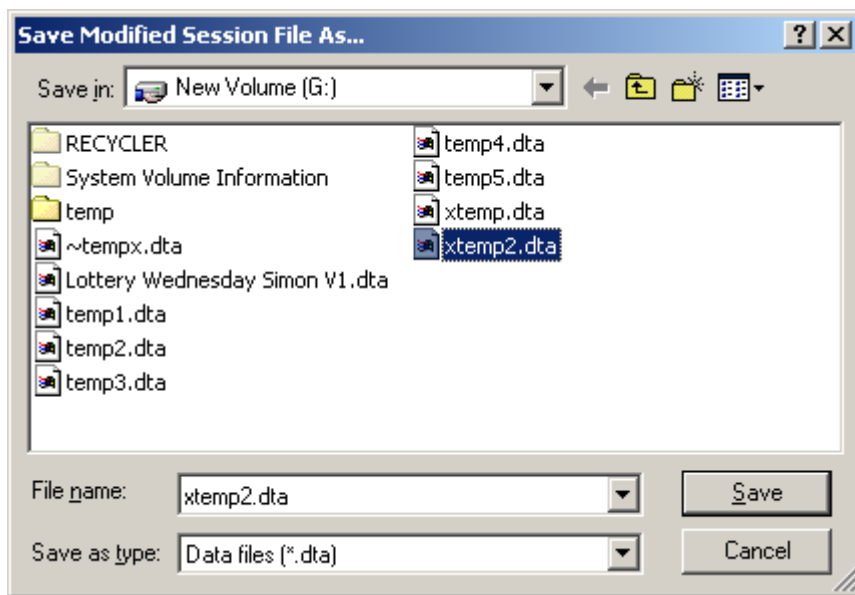 Save Modified Session File As...
Save in: New Volume (G:)
RECYCLER
System Volume Information
temp
~tempx.dta
Lottery Wednesday Simon V1.dta
temp1.dta
temp2.dta
temp3.dta
temp4.dta
temp5.dta
xtemp.dta
xtemp2.dta
File name: xtemp2.dta
Save
Save as type: Data files (*.dta)
Cancel